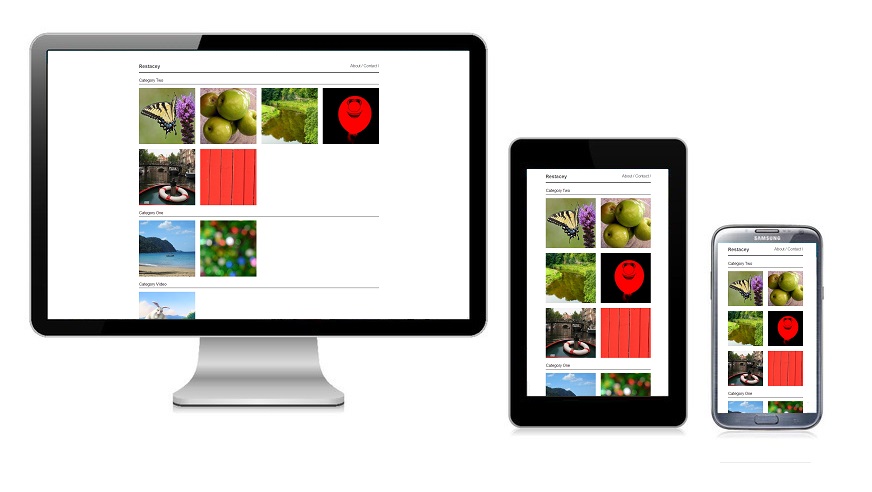 Restacey
About / Contact /
Category Two
Category One
Category Video
Restacey
About / Contact /
Category Two
Category One
SAMSUNG
Restacey
About / Contact /
Category Two
Category One